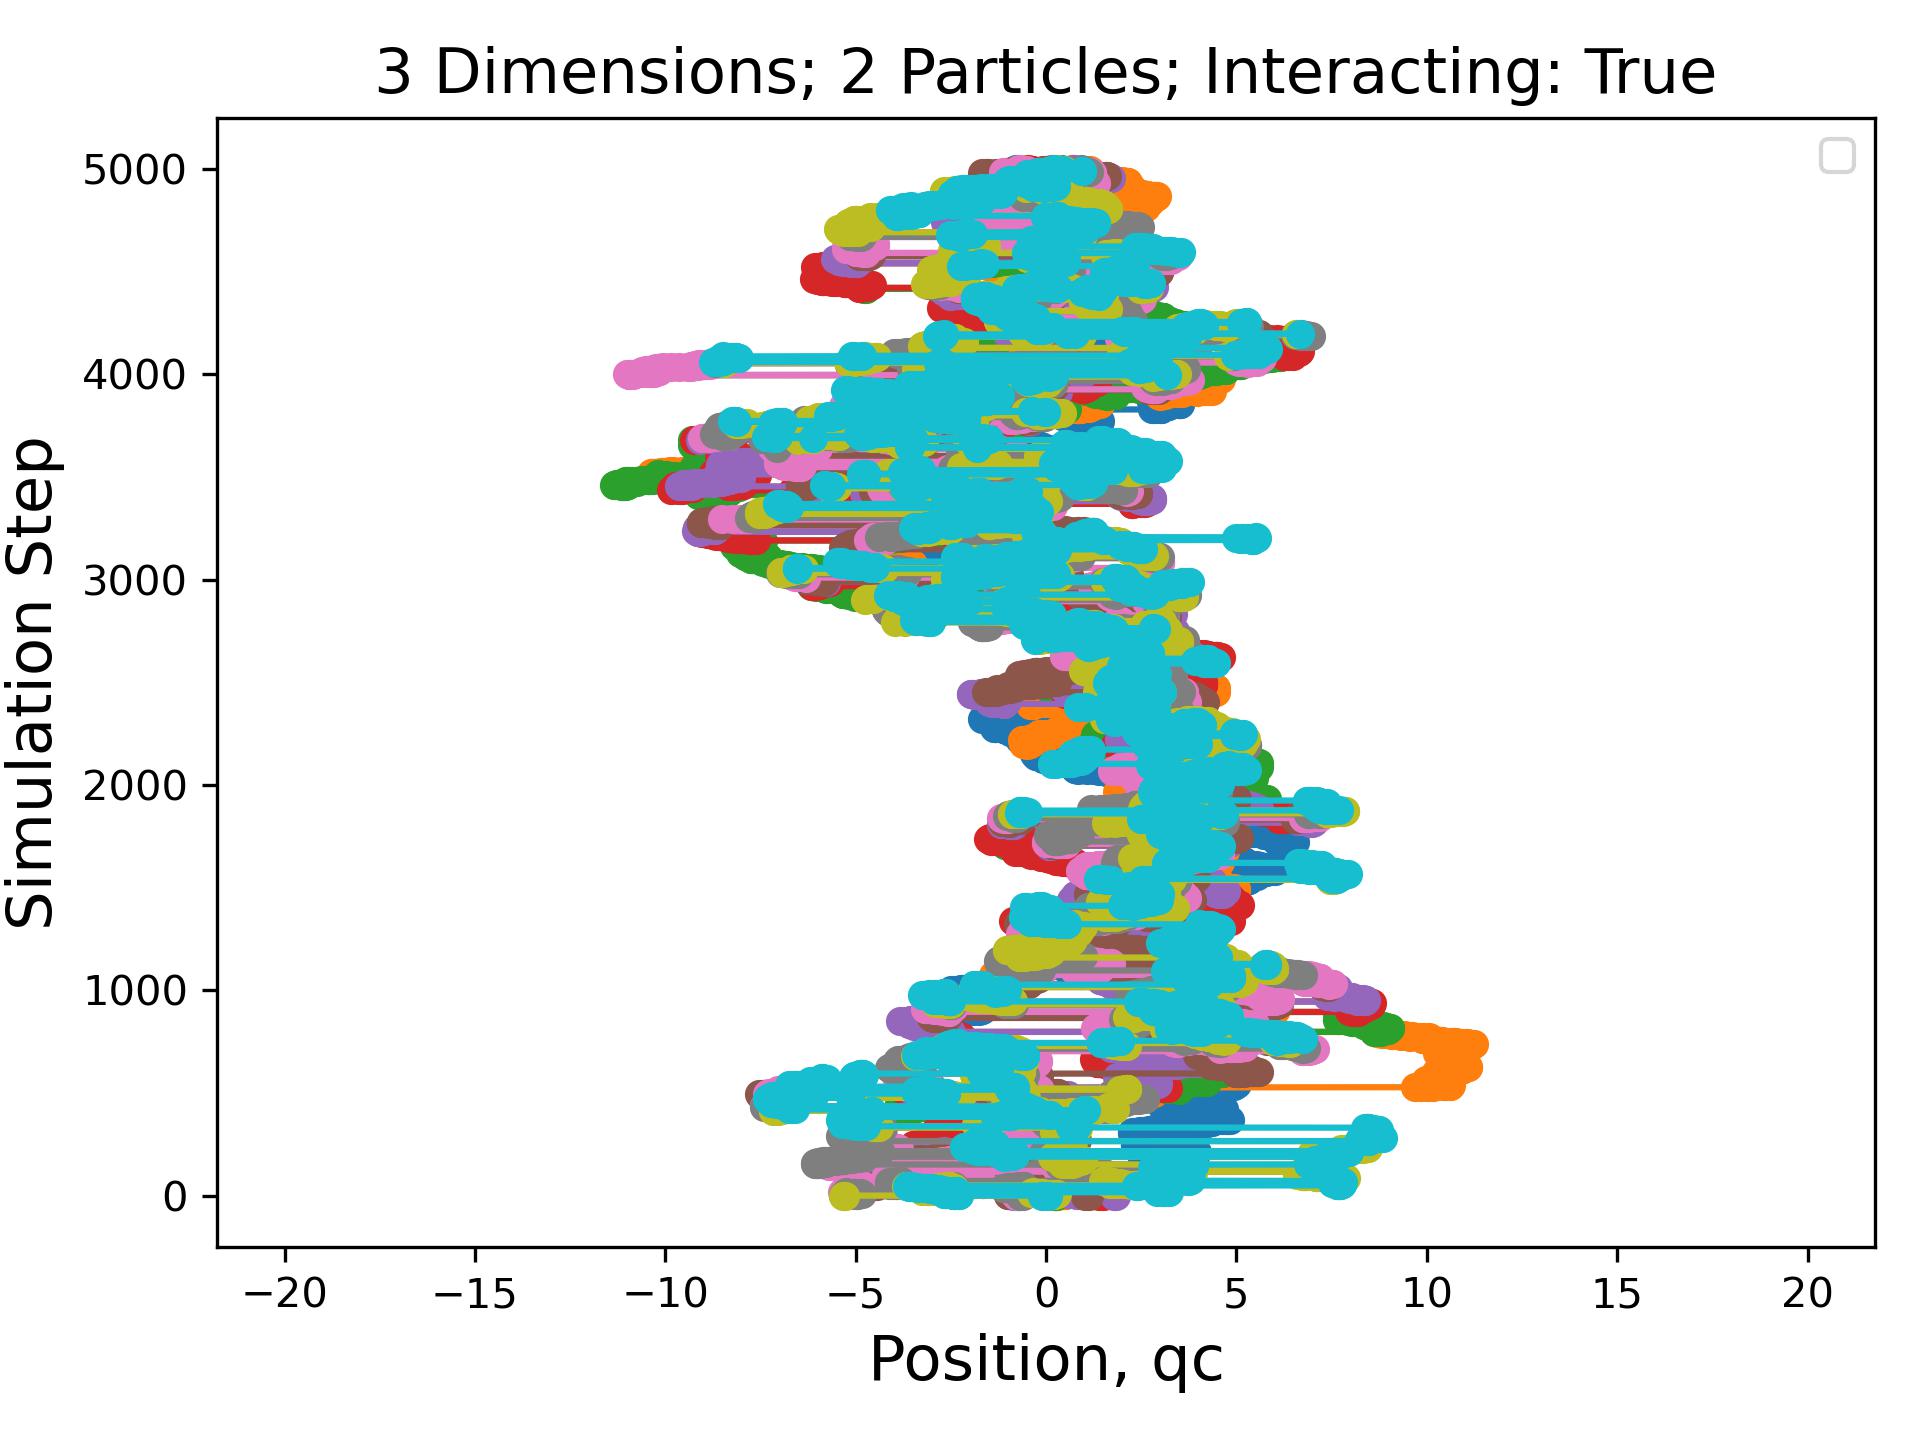 3 Dimensions; 2 Particles; Interacting: True
Simulation Step
5000
4000
3000
2000
1000
0
−20 −15 −10 −5 0 5 10 15 20
Position, qc